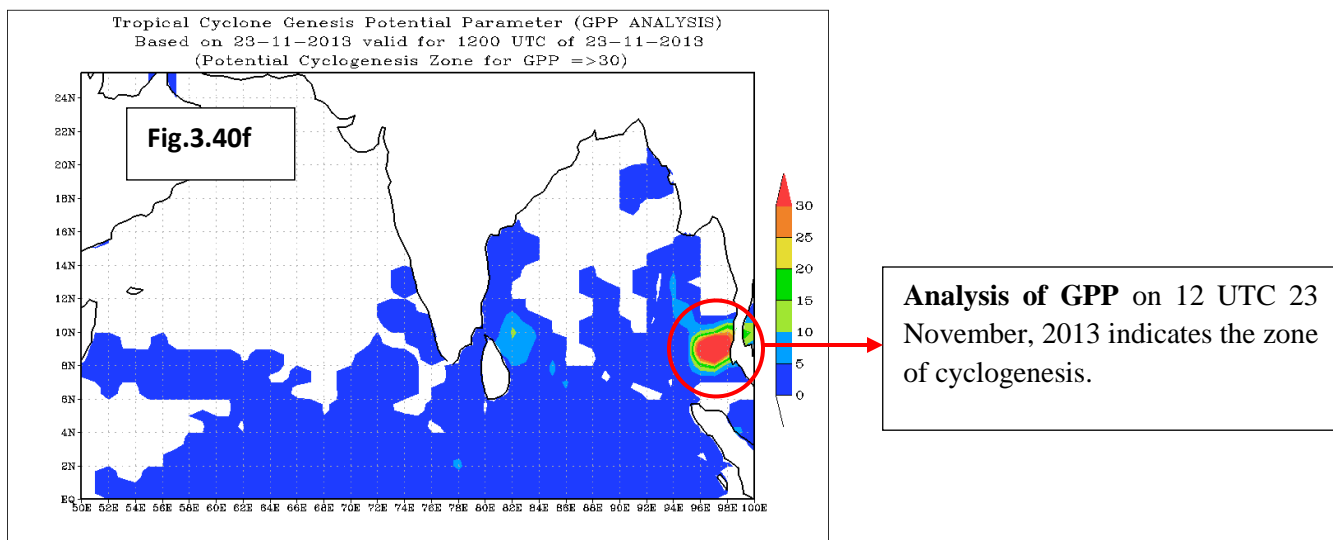 Tropical Cyclone Genesis Potential Parameter (GPP ANALYSIS)
Based on 23-11-2013 valid for 1200 UTC of 23-11-2013
(Potential Cyclogenesis Zone for GPP =>30)
Fig.3.40f
24N
22N
20N
18N
16N
14N
12N
10N
8N
6N
4N
2N
EQ
50E 52E 54E 56E 58E 60E 62E 64E 66E 68E 70E 72E 74E 76E 78E 80E 82E 84E 86E 88E 90E 92E 94E 96E 98E 100E
30
25
20
15
10
5
0
Analysis of GPP on 12 UTC 23
November, 2013 indicates the zone
of cyclogenesis.